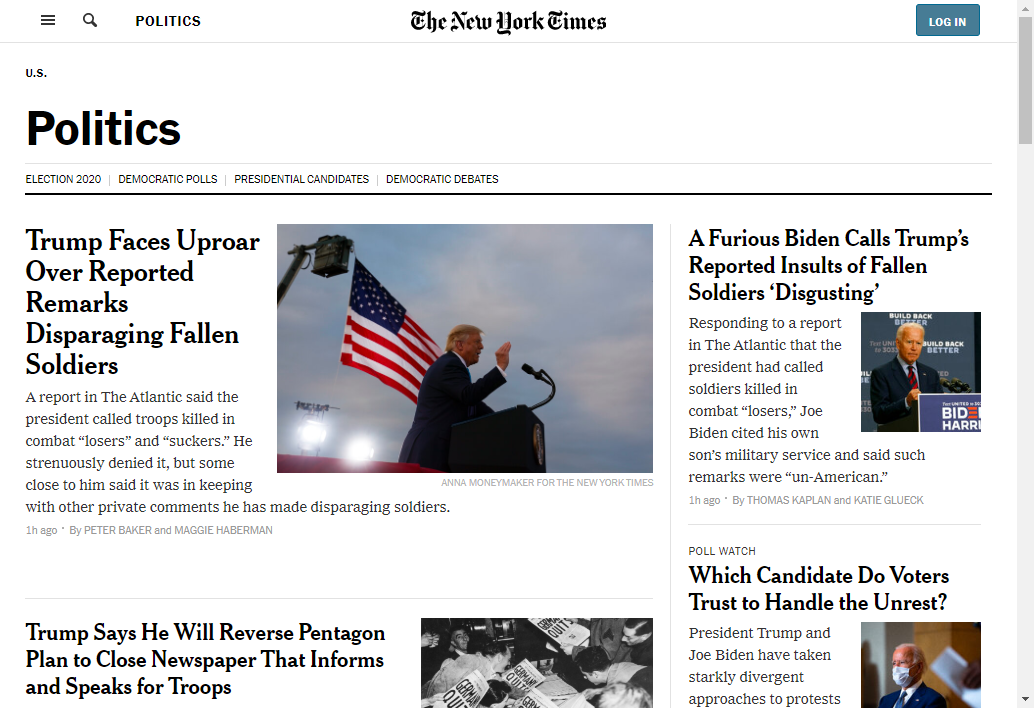 POLITICS
The New York Times
LOG IN
U.S.
Politics
ELECTION 2020
DEMOCRATIC POLLS
PRESIDENTIAL CANDIDATES
DEMOCRATIC DEBATES
Trump Faces Uproar
Over Reported
Remarks
Disparaging Fallen
Soldiers
A report in The Atlantic said the
president called troops killed in
combat “losers” and “suckers.” He
strenuously denied it, but some
close to him said it was in keeping
with other private comments he has made disparaging soldiers.
1h ago · By PETER BAKER and MAGGIE HABERMAN
ANNA MONEYMAKER FOR THE NEW YORK TIMES
Trump Says He Will Reverse Pentagon
Plan to Close Newspaper That Informs
and Speaks for Troops
GERMANY
QUITS
GERMAN
QUIT
A Furious Biden Calls Trump’s
Reported Insults of Fallen
Soldiers ‘Disgusting’
Responding to a report
in The Atlantic that the
president had called
soldiers killed in
combat “losers,” Joe
Biden cited his own
son’s military service and said such
remarks were “un-American.”
BUILD BACK
BETTER
BUILD BACK
BETTER
1h ago · By THOMAS KAPLAN and KATIE GLUECK
POLL WATCH
Which Candidate Do Voters
Trust to Handle the Unrest?
President Trump and
Joe Biden have taken
starkly divergent
approaches to protests